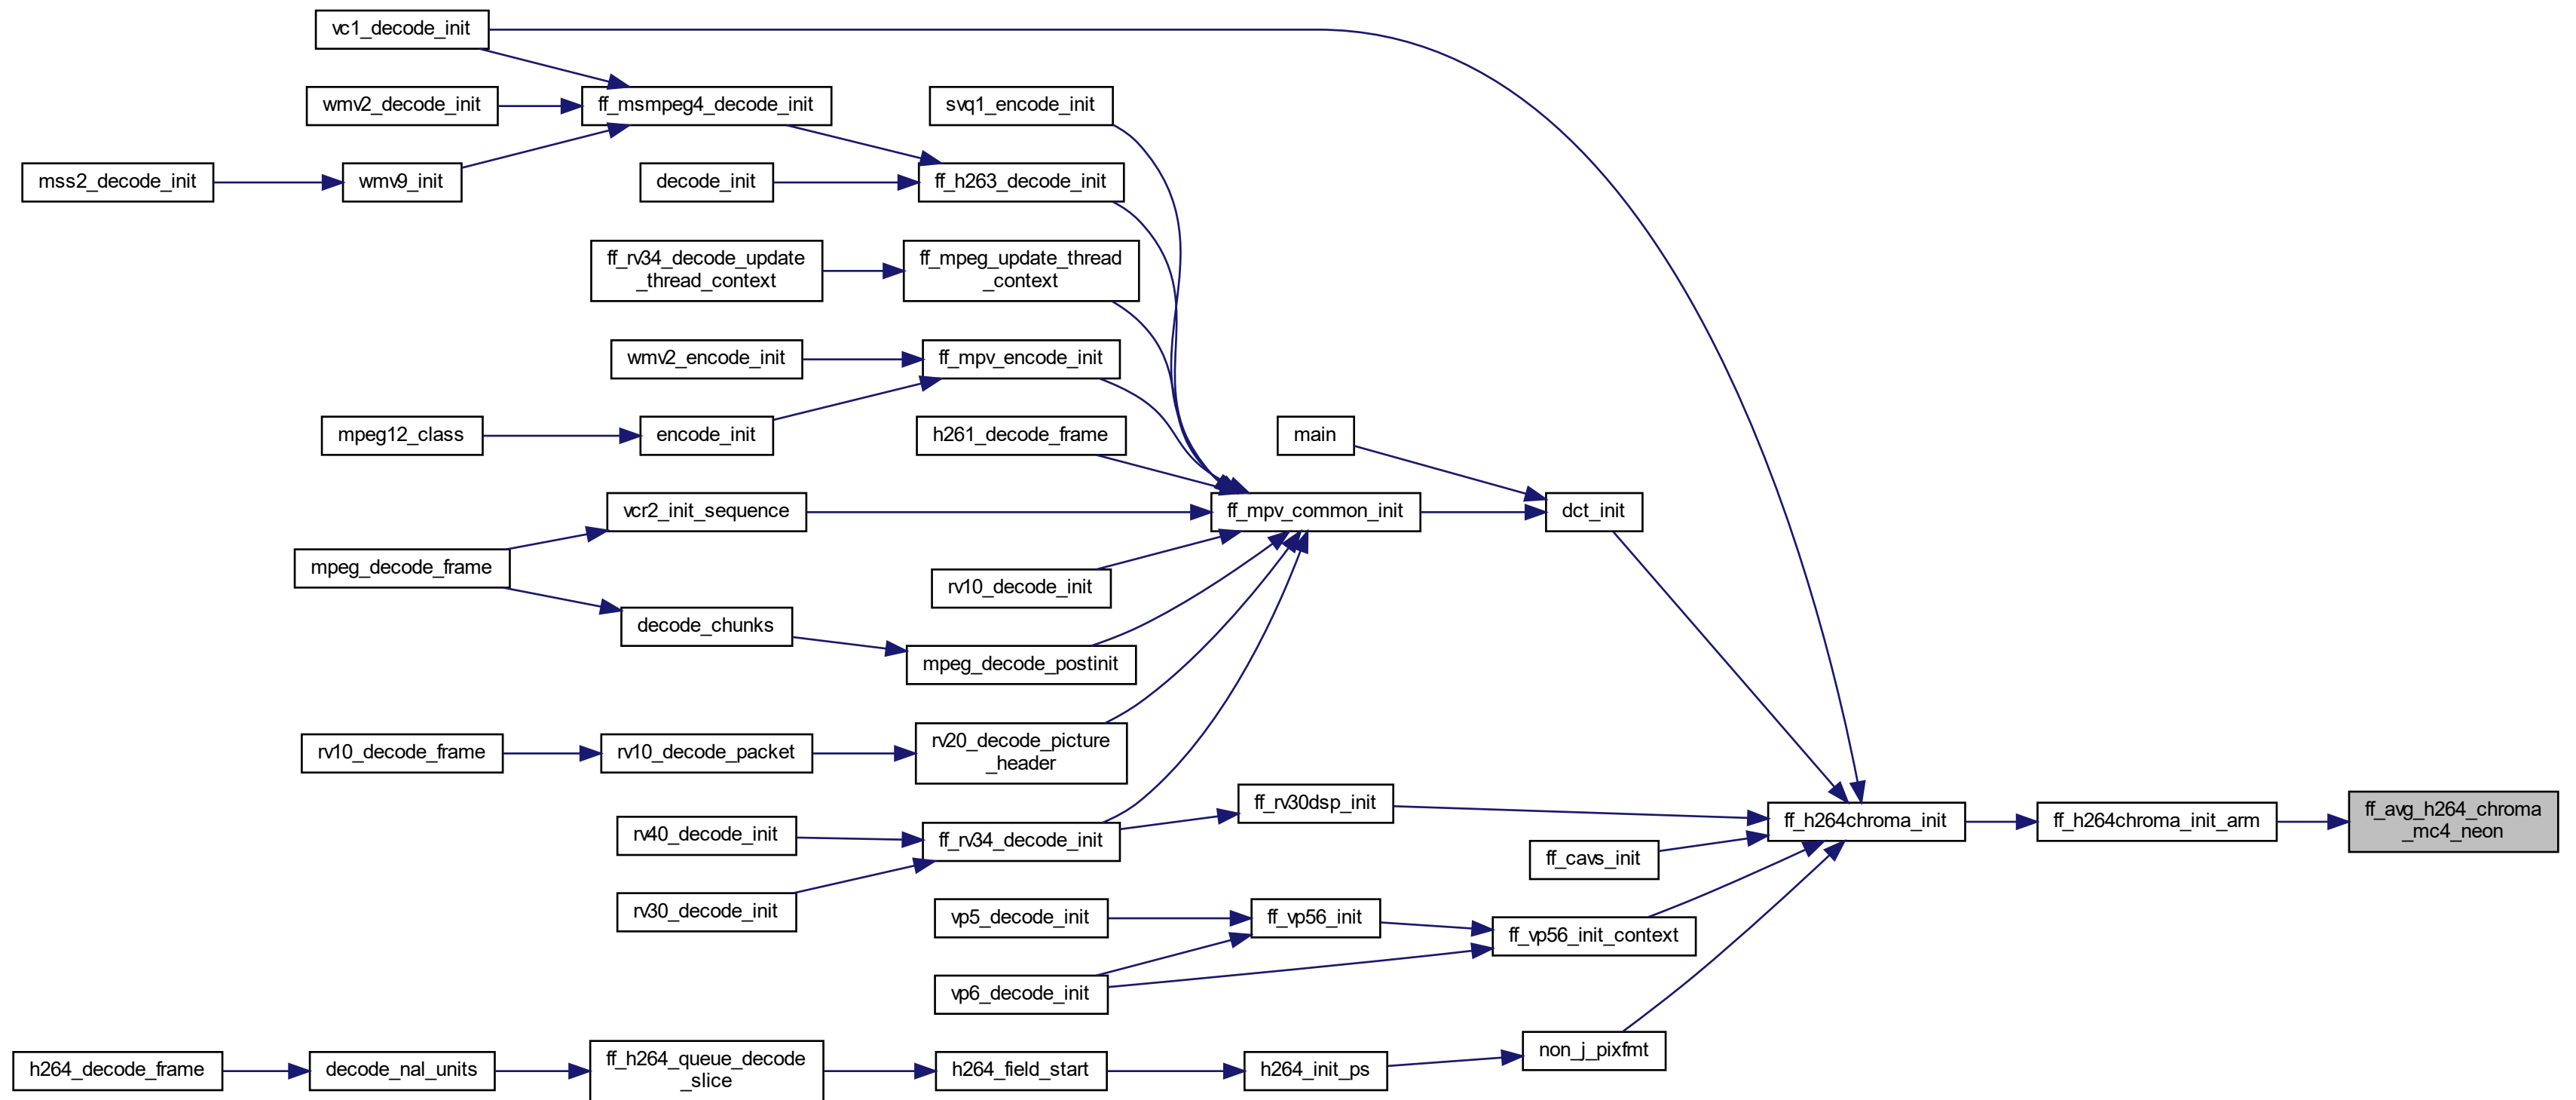 vc1_decode_init
wmv2_decode_init
ff_msmpeg4_decode_init
svq1_encode_init
mss2_decode_init
wmv9_init
decode_init
ff_h263_decode_init
ff_rv34_decode_update
_thread_context
ff_mpeg_update_thread
_context
wmv2_encode_init
ff_mpv_encode_init
mpeg12_class
encode_init
h261_decode_frame
main
vcr2_init_sequence
ff_mpv_common_init
dct_init
mpeg_decode_frame
rv10_decode_init
decode_chunks
mpeg_decode_postinit
rv10_decode_frame
rv10_decode_packet
rv20_decode_picture
_header
ff_rv30dsp_init
ff_h264chroma_init
ff_h264chroma_init_arm
ff_avg_h264_chroma
_mc4_neon
rv40_decode_init
ff_rv34_decode_init
ff_cavs_init
rv30_decode_init
vp5_decode_init
ff_vp56_init
ff_vp56_init_context
vp6_decode_init
non_j_pixfmt
h264_decode_frame
decode_nal_units
ff_h264_queue_decode
_slice
h264_field_start
h264_init_ps